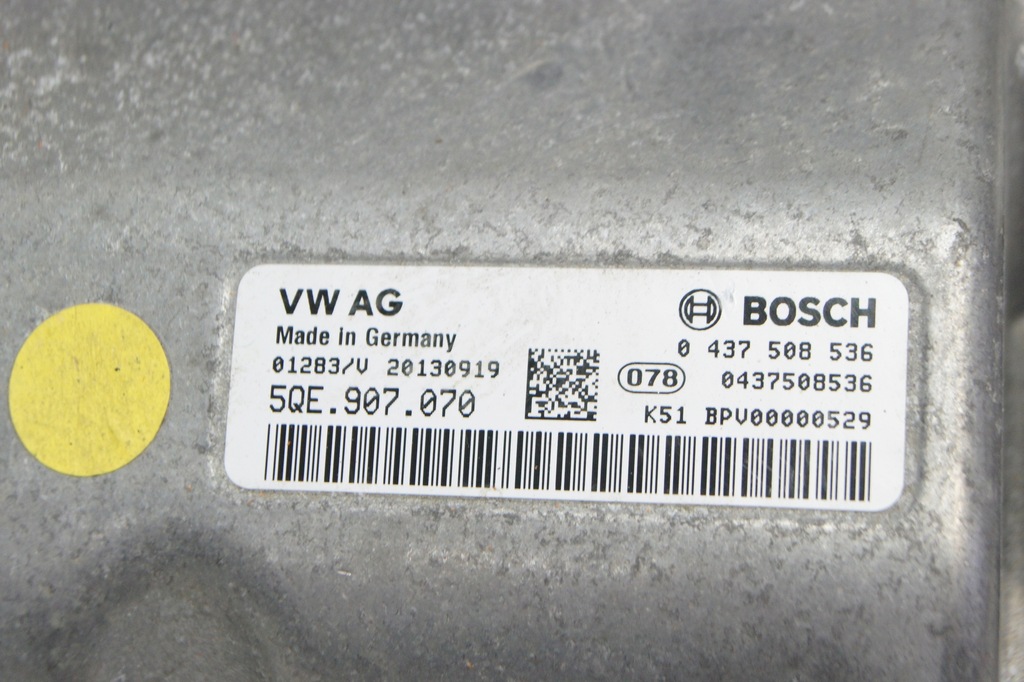 VW AG
Made in Germany
01283/V 20130919
5QE.907.070
BOSCH
0 437 508 536
078 0437508536
K51 BPV00000529